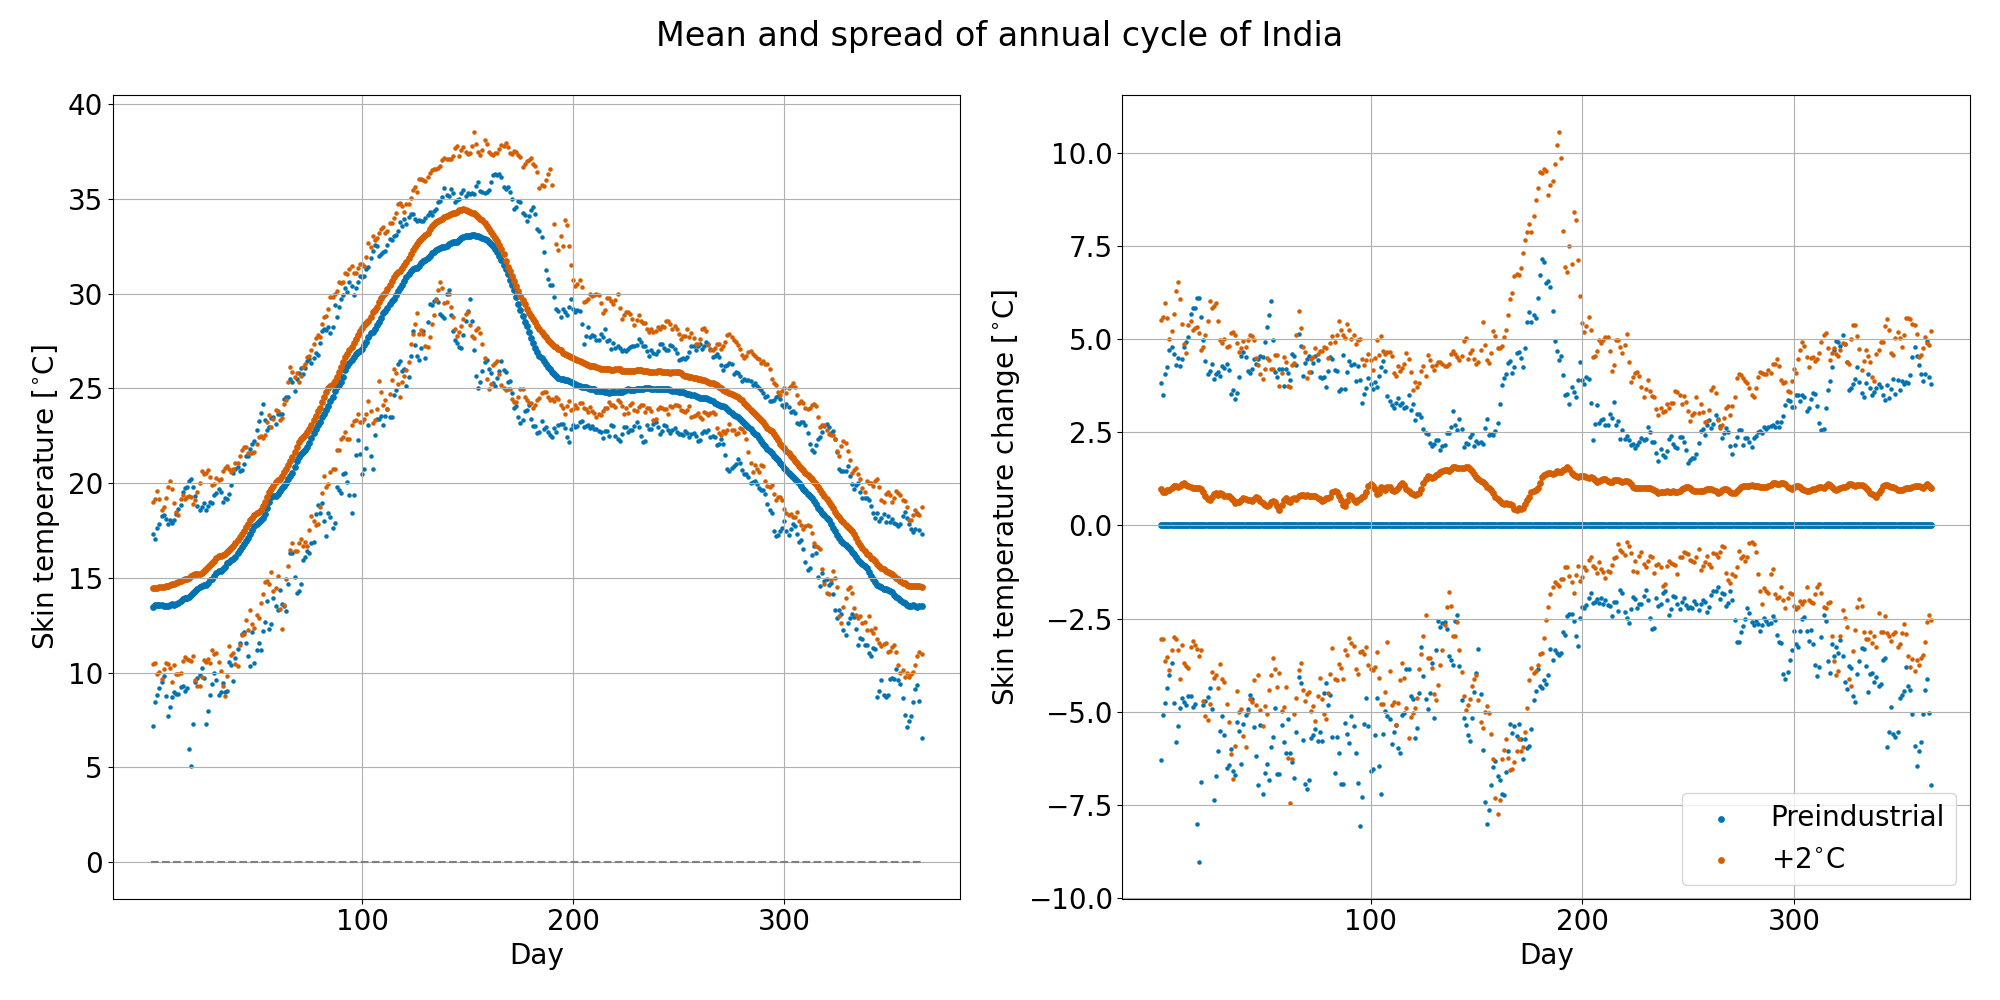 Mean and spread of annual cycle of India
Skin temperature [°C]
40
35
30
25
20
15
10
5
0
100 200 300
Day
Skin temperature change [°C]
10.0
7.5
5.0
2.5
0.0
−2.5
−5.0
−7.5
−10.0
100 200 300
Day
Preindustrial
+2°C